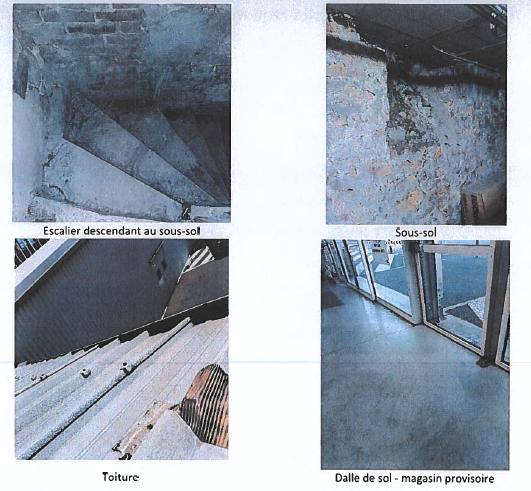 Escalier descendant au sous-sol
Sous-sol
Toiture
Dalle de sol - magasin provisoire